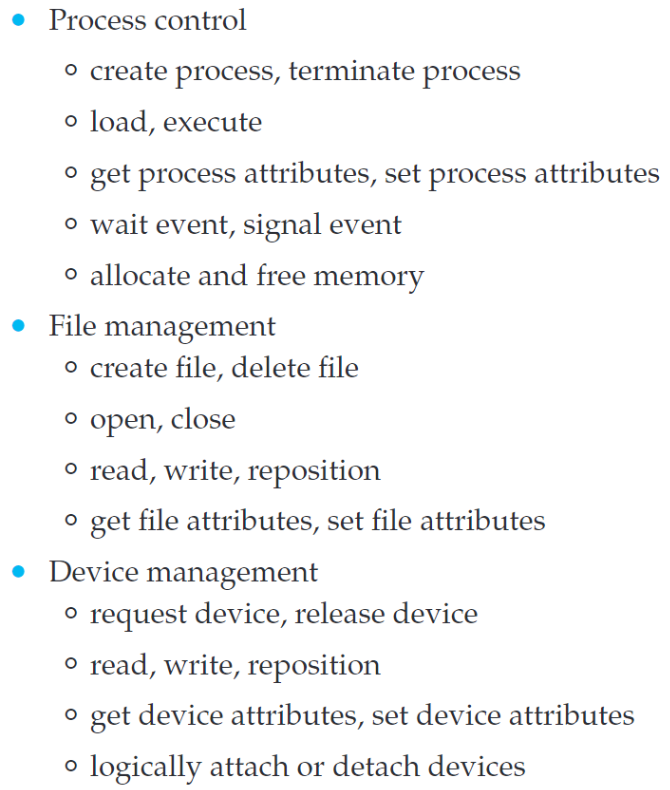 • Process control
◦ create process, terminate process
◦ load, execute
◦ get process attributes, set process attributes
◦ wait event, signal event
◦ allocate and free memory
• File management
◦ create file, delete file
◦ open, close
◦ read, write, reposition
◦ get file attributes, set file attributes
• Device management
◦ request device, release device
◦ read, write, reposition
◦ get device attributes, set device attributes
◦ logically attach or detach devices